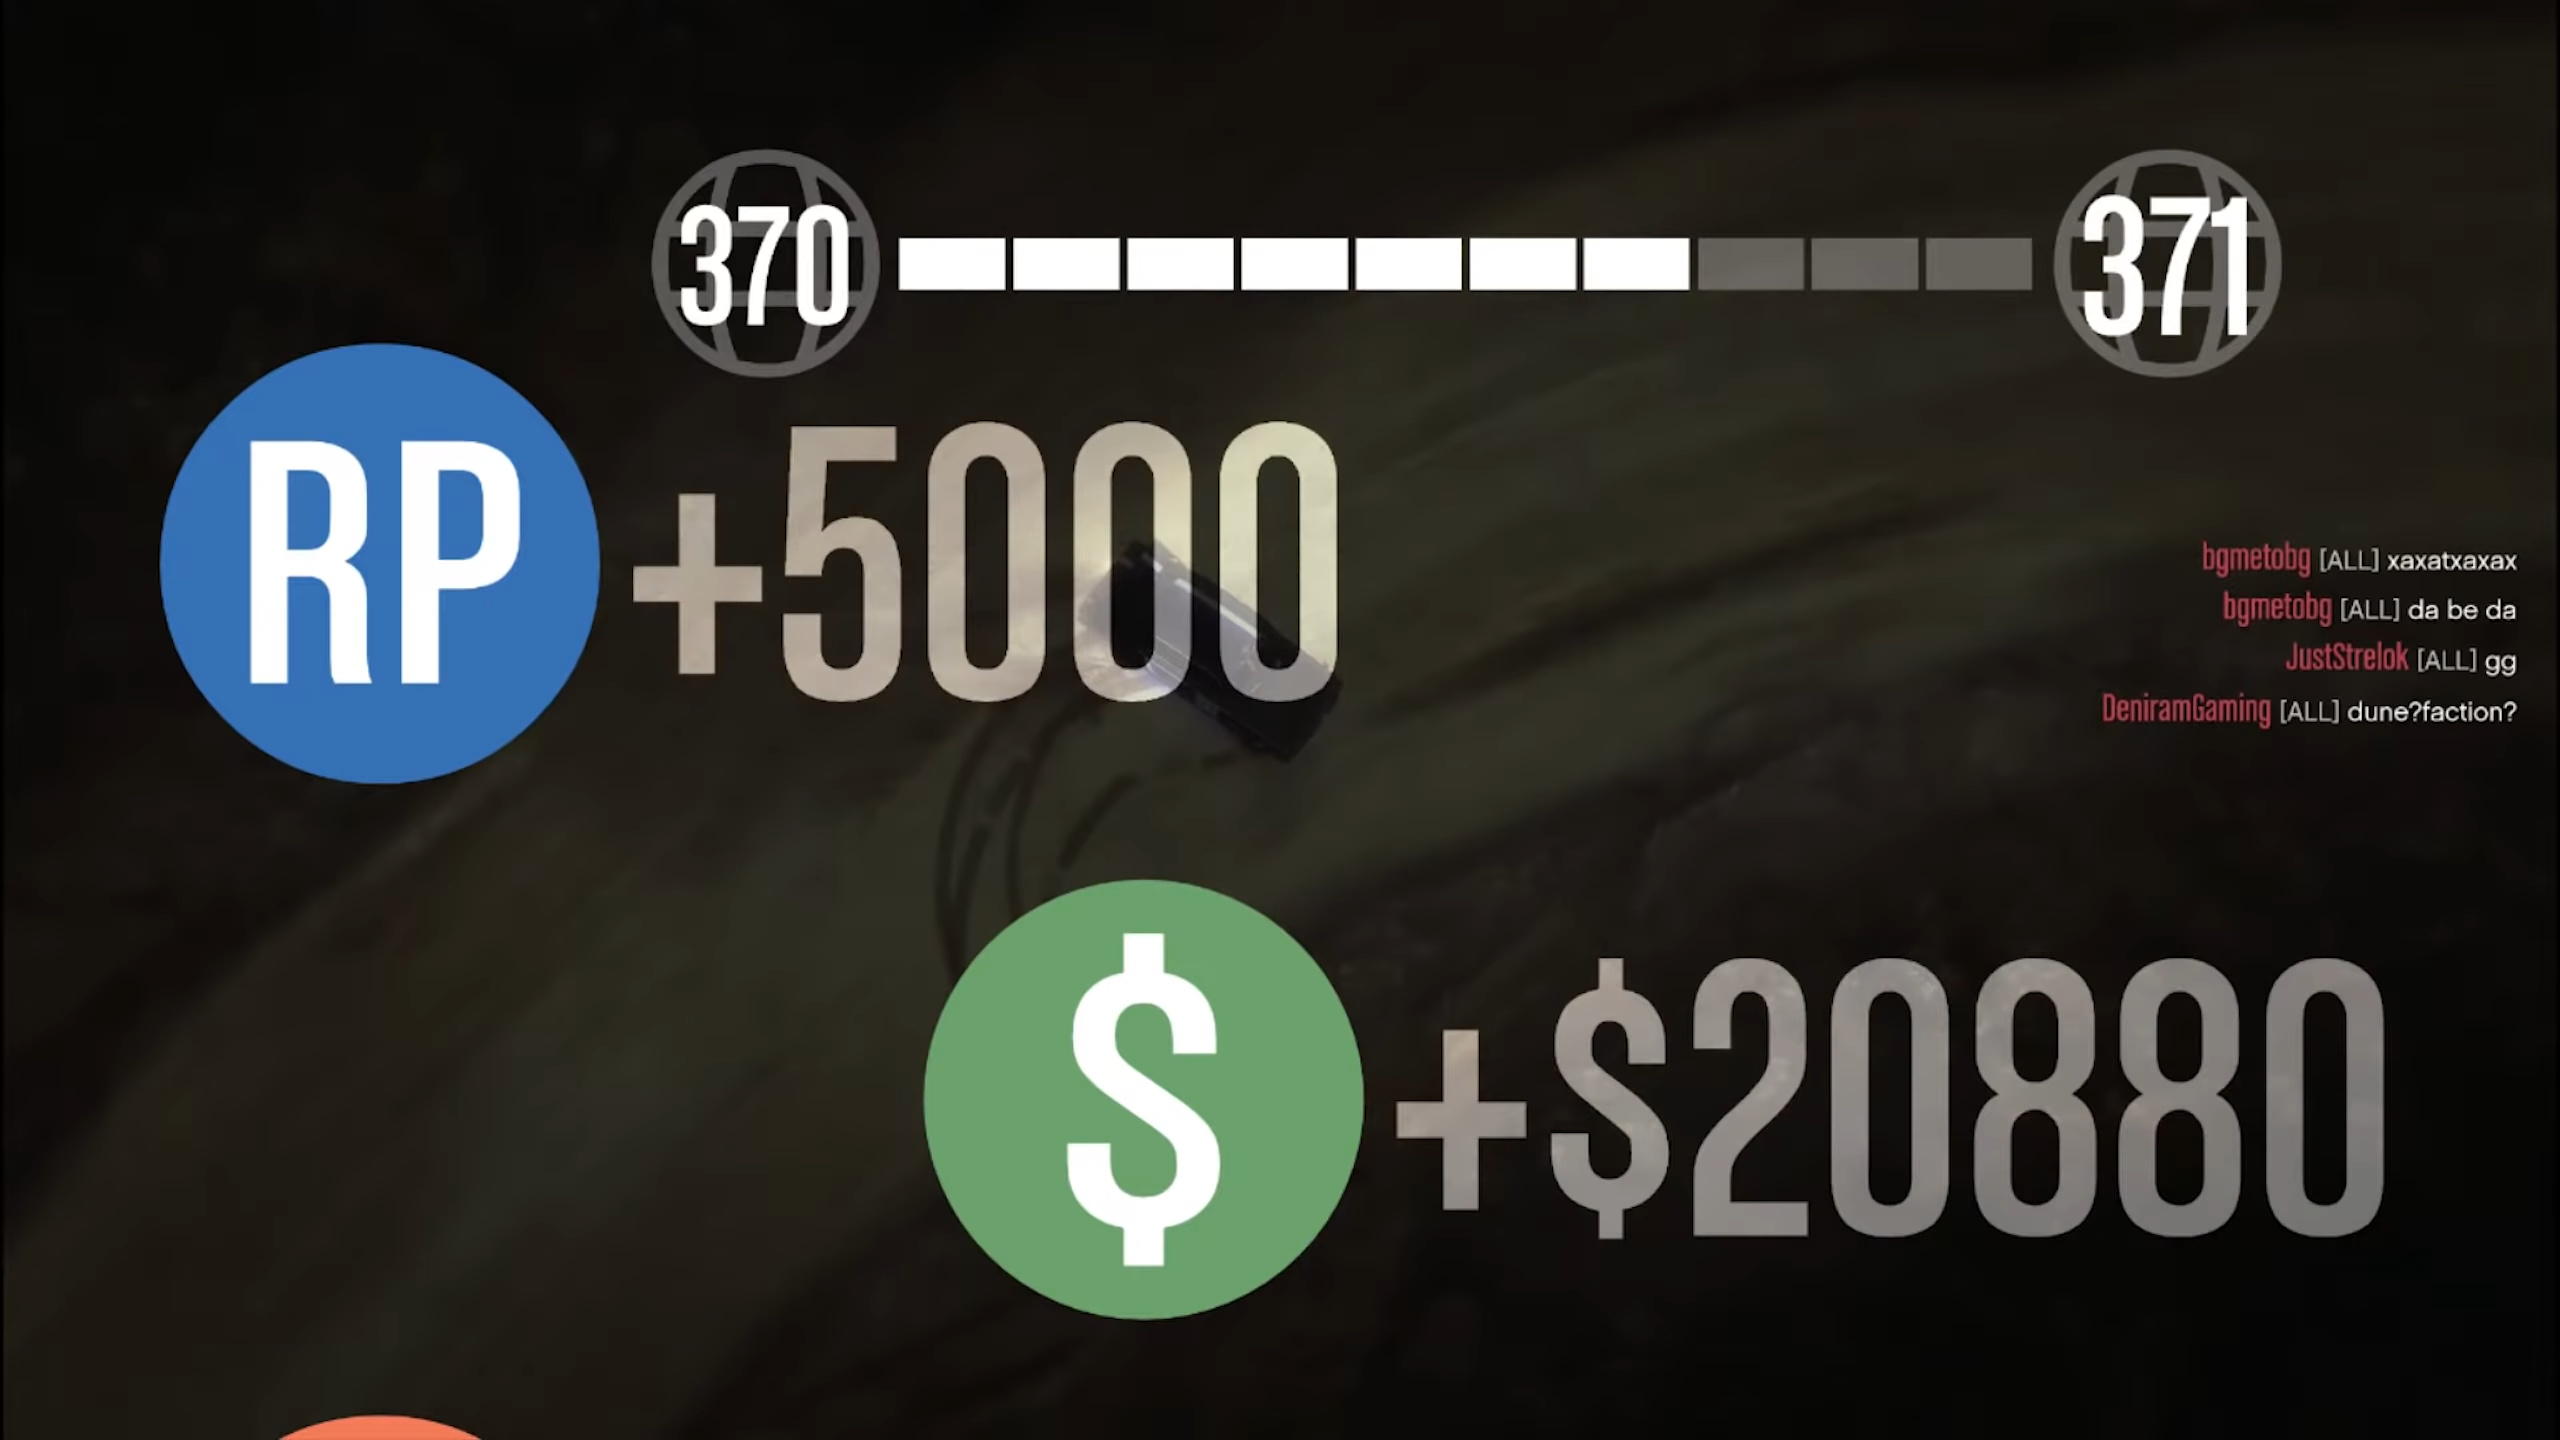 370
371
RP +5000
bgmetobg [ALL] xaxatxaxax
bgmetobg [ALL] da be da
JustStrelok [ALL] gg
DeniramGaming [ALL] dune?faction?
$ +$20880